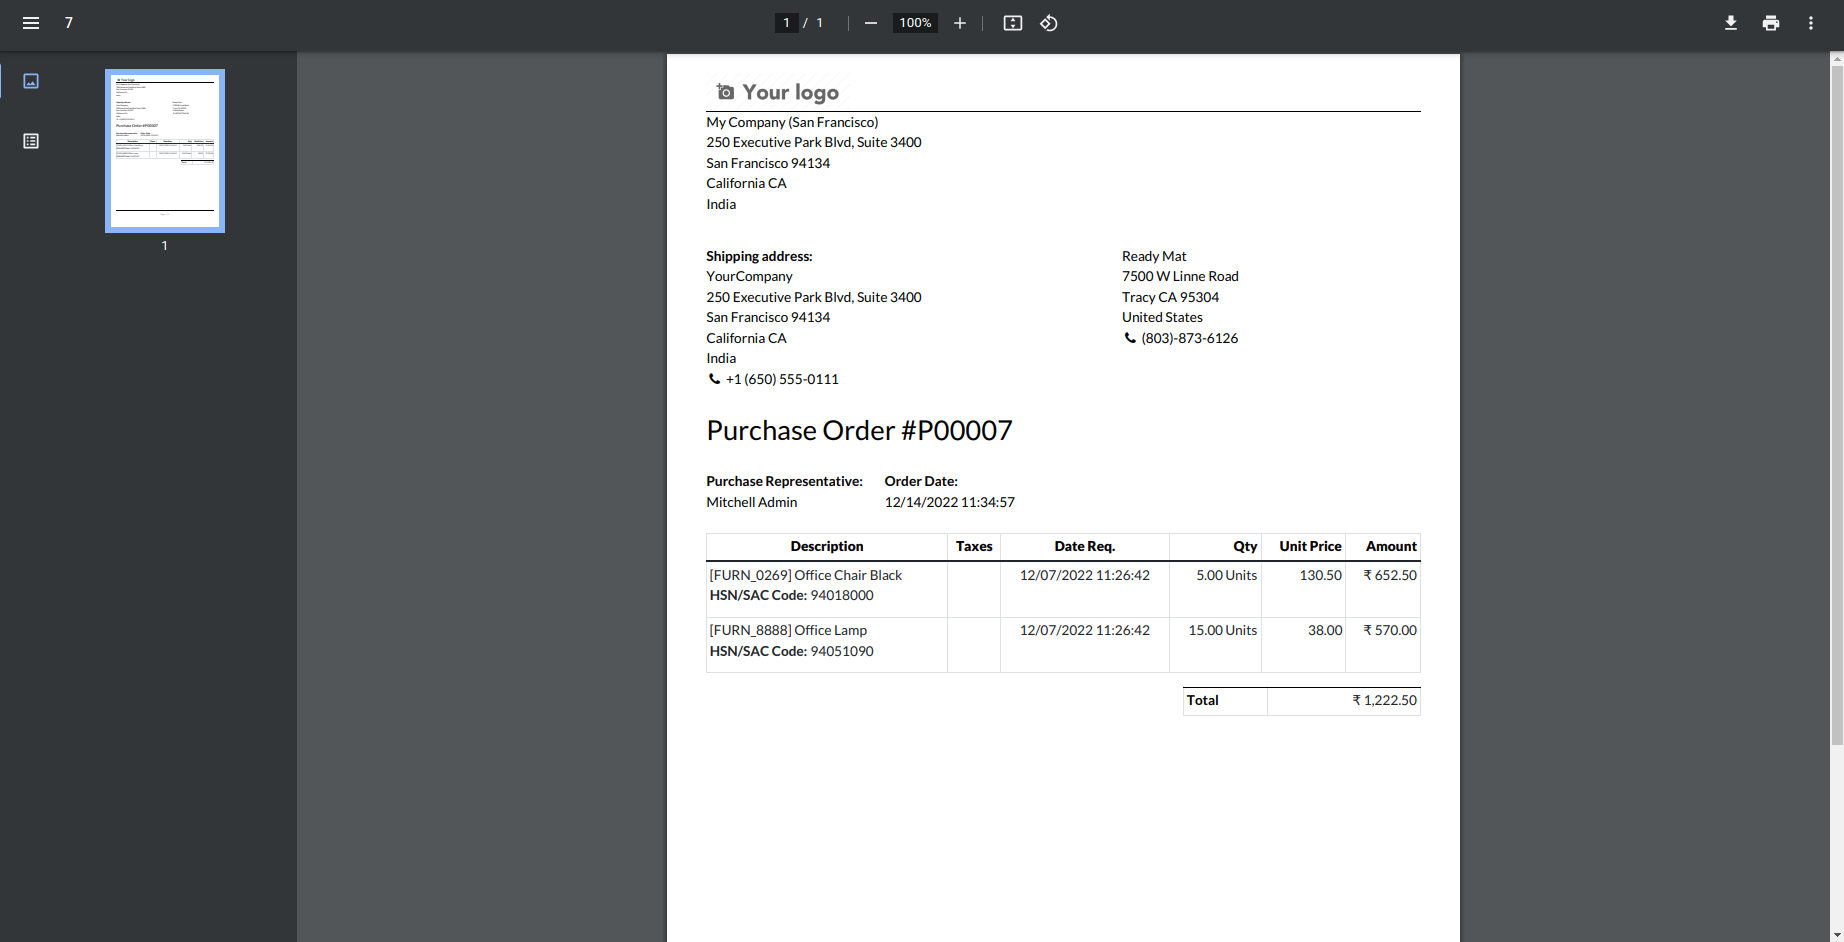 7
1 / 1
100%
1
Your logo
My Company (San Francisco)
250 Executive Park Blvd, Suite 3400
San Francisco 94134
California CA
India
Shipping address:
YourCompany
250 Executive Park Blvd, Suite 3400
San Francisco 94134
California CA
India
+1 (650) 555-0111
Ready Mat
7500 W Linne Road
Tracy CA 95304
United States
(803)-873-6126
Purchase Order #P00007
Purchase Representative: Order Date:
Mitchell Admin 12/14/2022 11:34:57
Description Taxes Date Req. Qty Unit Price Amount
[FURN_0269] Office Chair Black 12/07/2022 11:26:42 5.00 Units 130.50 ₹ 652.50
HSN/SAC Code: 94018000
[FURN_8888] Office Lamp 12/07/2022 11:26:42 15.00 Units 38.00 ₹ 570.00
HSN/SAC Code: 94051090
Total ₹ 1,222.50